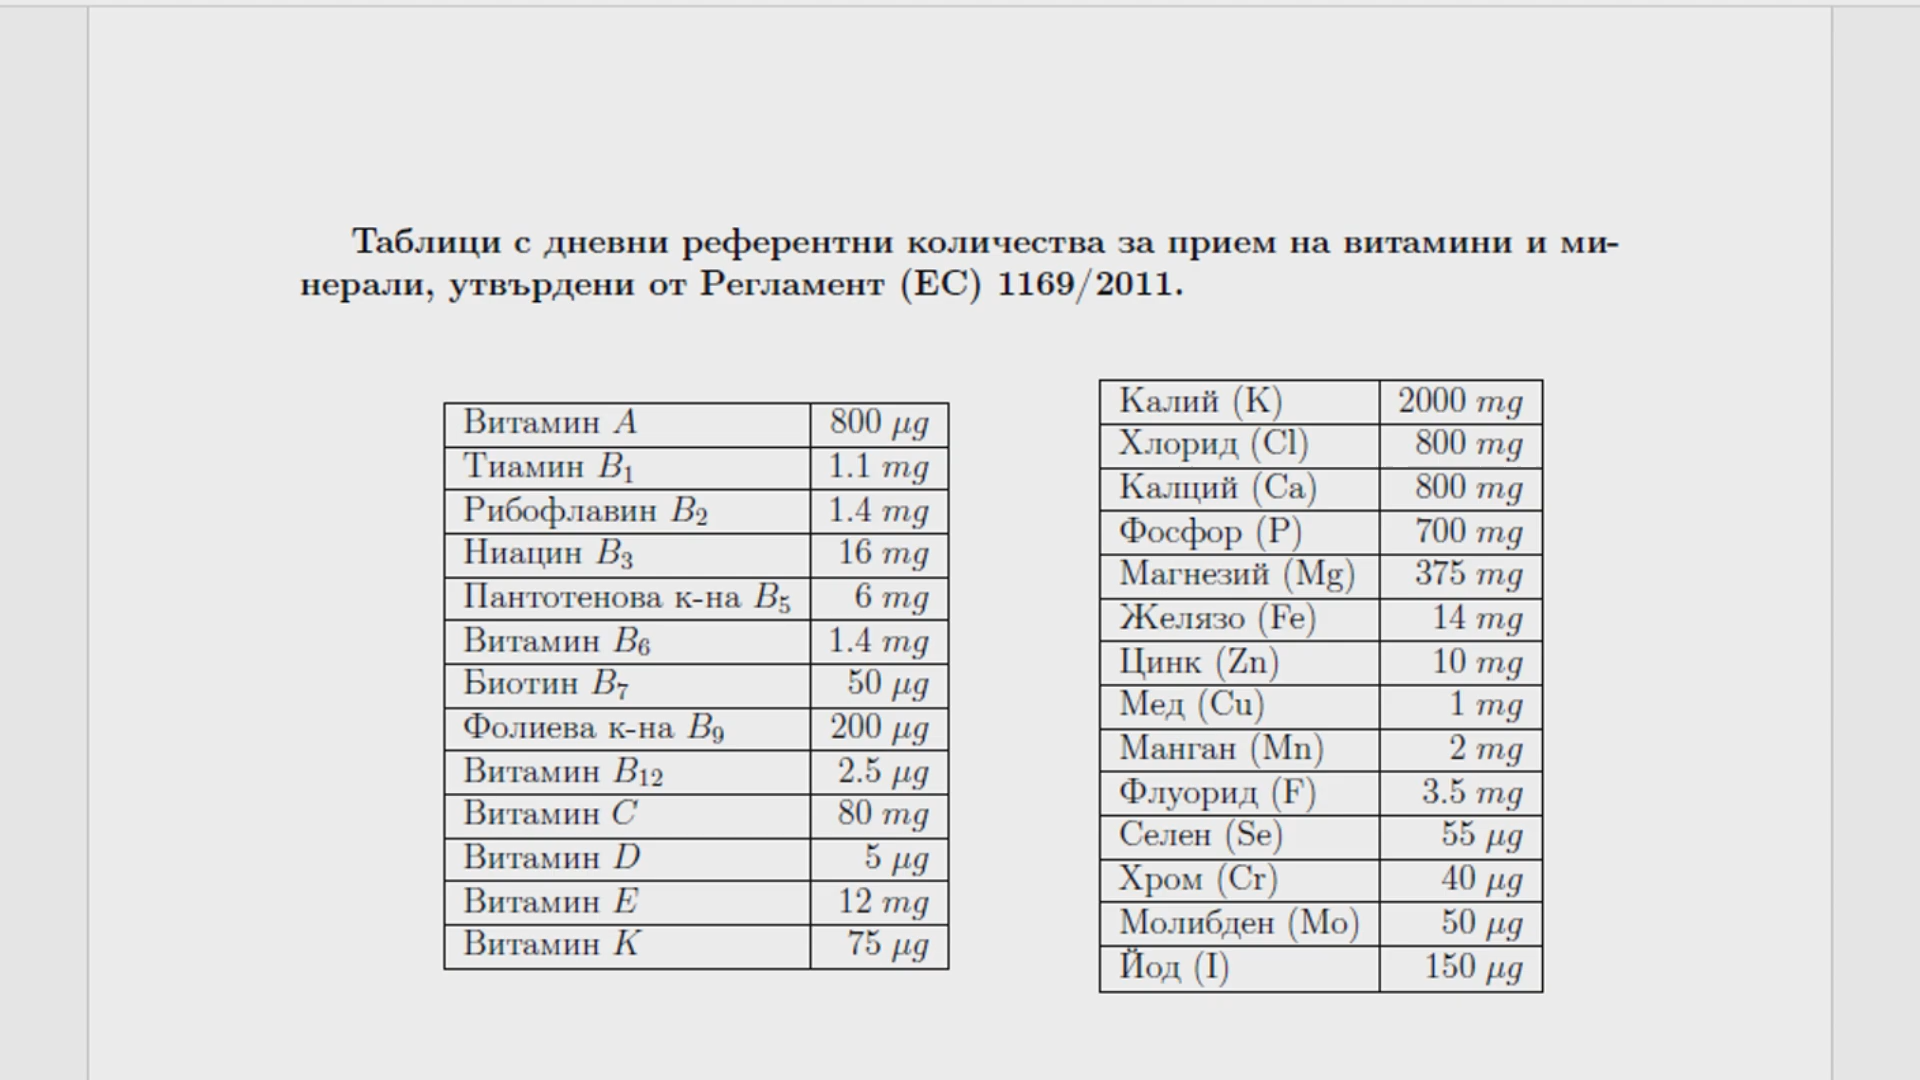 Таблици с дневни референтни количества за прием на витамини и ми-
нерали, утвърдени от Регламент (ЕС) 1169/2011.
Витамин A 800 μg
Тиамин B₁ 1.1 mg
Рибофлавин B₂ 1.4 mg
Ниацин B₃ 16 mg
Пантотенова к-на B₅ 6 mg
Витамин B₆ 1.4 mg
Биотин B₇ 50 μg
Фолиева к-на B₉ 200 μg
Витамин B₁₂ 2.5 μg
Витамин C 80 mg
Витамин D 5 μg
Витамин E 12 mg
Витамин K 75 μg
Калий (K) 2000 mg
Хлорид (Cl) 800 mg
Калций (Ca) 800 mg
Фосфор (P) 700 mg
Магнезий (Mg) 375 mg
Желязо (Fe) 14 mg
Цинк (Zn) 10 mg
Мед (Cu) 1 mg
Манган (Mn) 2 mg
Флуорид (F) 3.5 mg
Селен (Se) 55 μg
Хром (Cr) 40 μg
Молибден (Mo) 50 μg
Йод (I) 150 μg